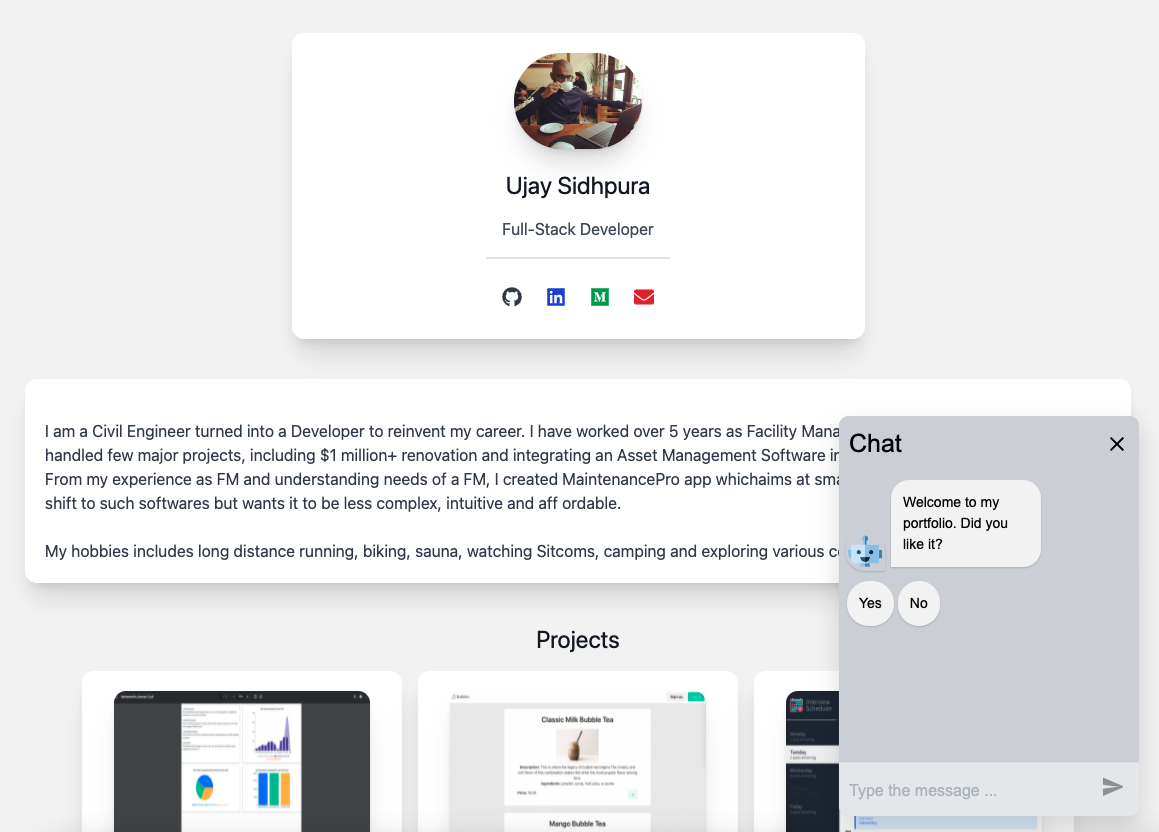 Ujay Sidhpura
Full-Stack Developer
M
I am a Civil Engineer turned into a Developer to reinvent my career. I have worked over 5 years as Facility Mana
handled few major projects, including $1 million+ renovation and integrating an Asset Management Software in
From my experience as FM and understanding needs of a FM, I created MaintenancePro app whichaims at sma
shift to such softwares but wants it to be less complex, intuitive and aff ordable.
My hobbies includes long distance running, biking, sauna, watching Sitcoms, camping and exploring various c
Chat
Welcome to my
portfolio. Did you
like it?
Yes No
Type the message ...
Projects
Bubbles
Sign up
Classic Milk Bubble Tea
Mango Bubble Tea
Interview
Scheduler
Monday
Tuesday
Wednesday
Friday